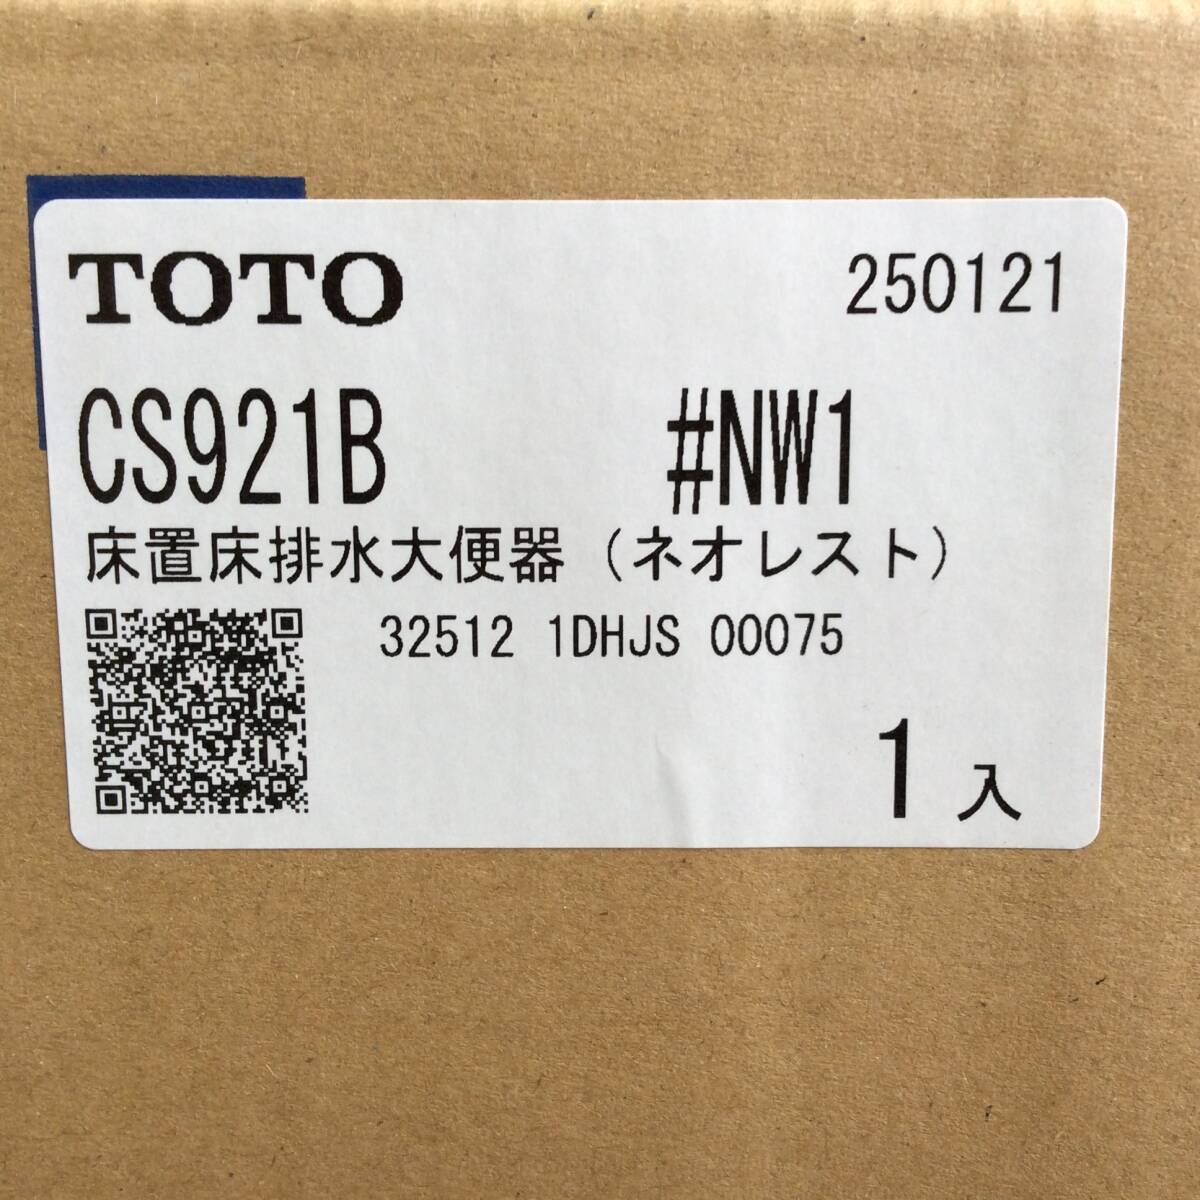 TOTO 250121
CS921B #NW1
床置床排水大便器（ネオレスト）
32512 1DHJS 00075
1入